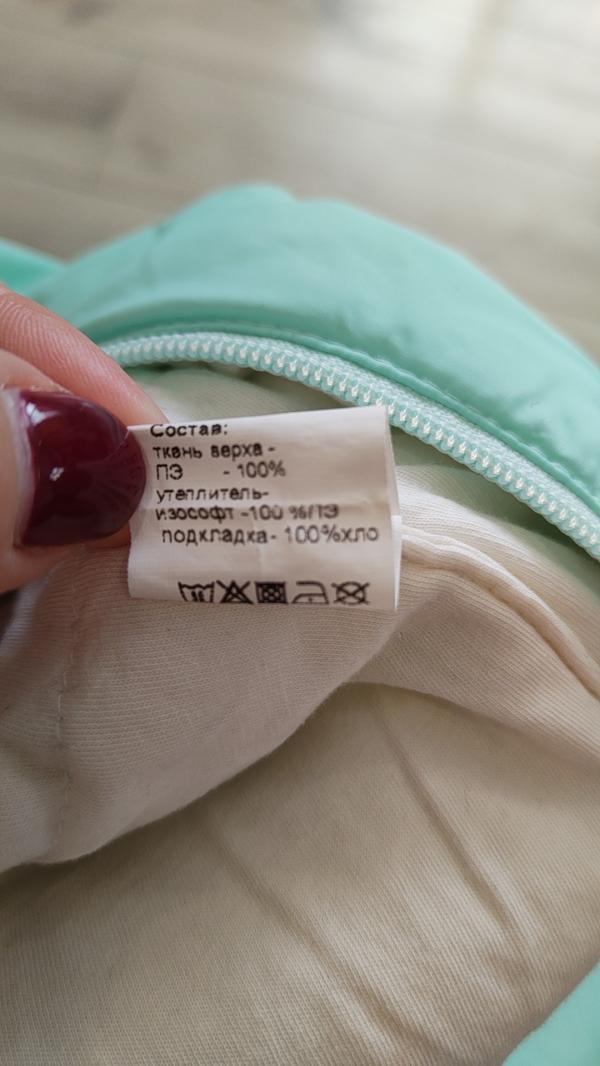 Состав:
ткань верха -
ПЭ - 100%
утеплитель-
изософт -100 %ПЭ
подкладка- 100%хло